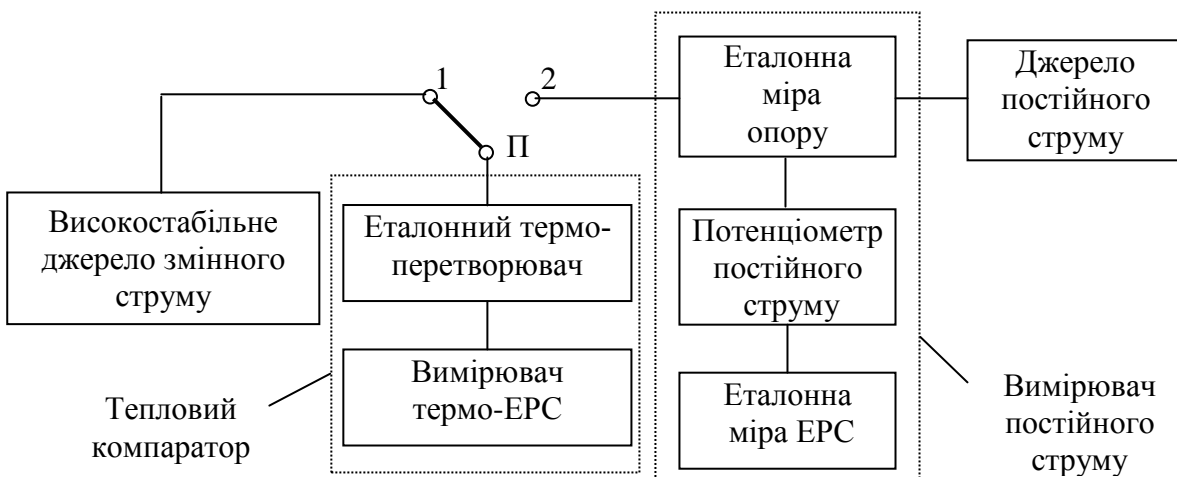 1
2
П
Високостабільне
джерело змінного
струму
Еталонний термо-
перетворювач
Вимірювач
термо-ЕРС
Тепловий
компаратор
Еталонна
міра
опору
Потенціометр
постійного
струму
Еталонна
міра ЕРС
Джерело
постійного
струму
Вимірювач
постійного
струму